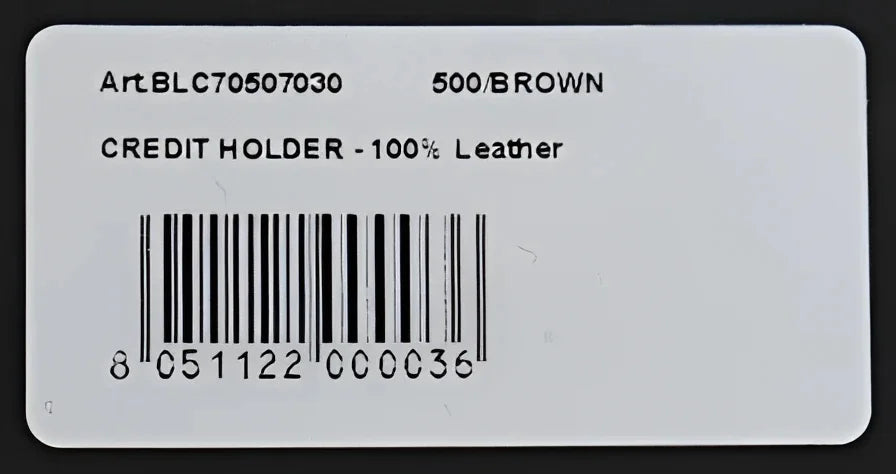 Art.BLC70507030 500/BROWN
CREDIT HOLDER - 100% Leather
8 051122 000036